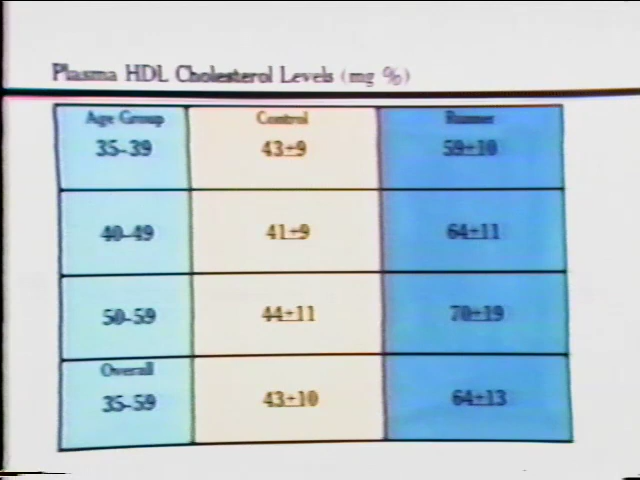 Plasma HDL Cholesterol Levels (mg %)
Age Group Control Runner
35-39 43±9 59±10
40-49 41±9 64±11
50-59 44±11 70±19
Overall
35-59 43±10 64±13